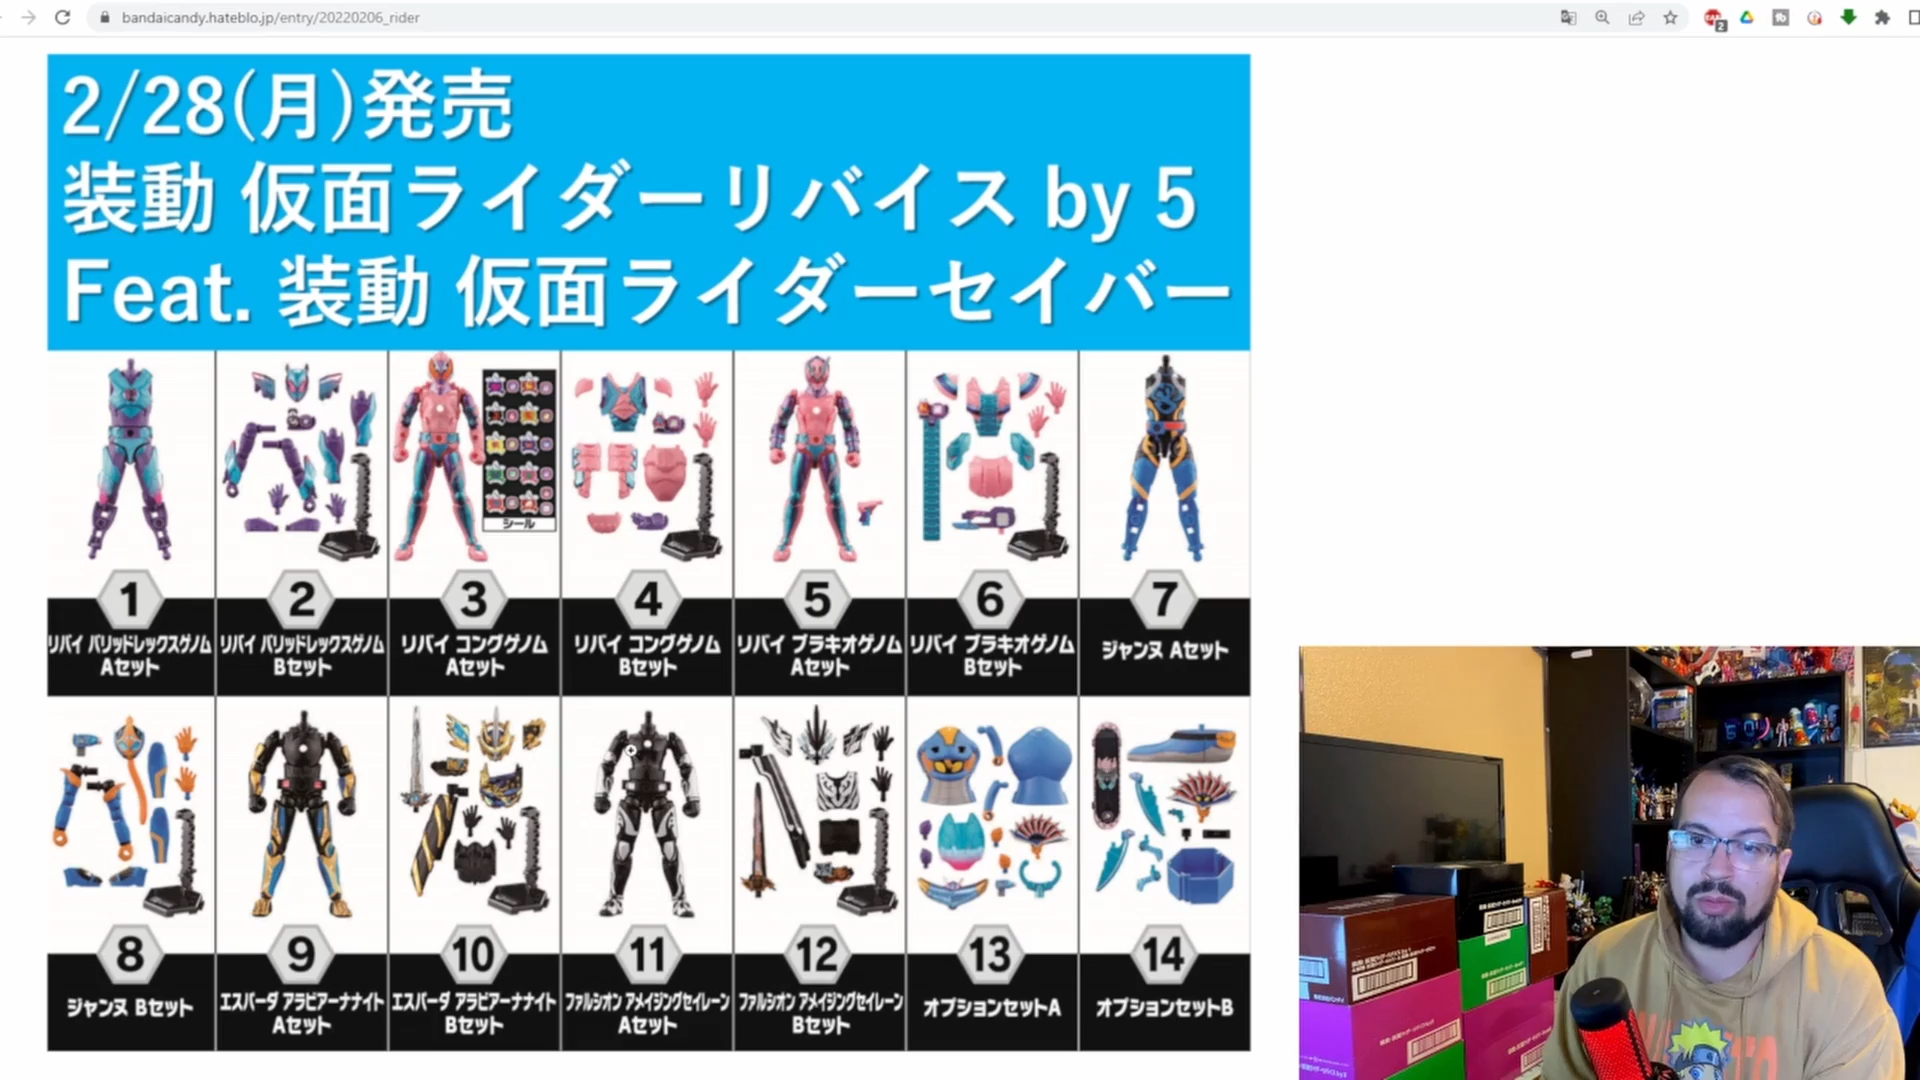 bandaicandy.hateblo.jp/entry/20220206_rider
2/28(月)発売
装動 仮面ライダーリバイス by 5
Feat. 装動 仮面ライダーセイバー
シール
1
リバイ バリッドレックスゲノム
Aセット
2
リバイ バリッドレックスゲノム
Bセット
3
リバイ コングゲノム
Aセット
4
リバイ コングゲノム
Bセット
5
リバイ ブラキオゲノム
Aセット
6
リバイ ブラキオゲノム
Bセット
7
ジャンヌ Aセット
8
ジャンヌ Bセット
9
エスパーダ アラビアーナナイト
Aセット
10
エスパーダ アラビアーナナイト
Bセット
11
ファルシオン アメイジングセイレーン
Aセット
12
ファルシオン アメイジングセイレーン
Bセット
13
オプションセットA
14
オプションセットB
2